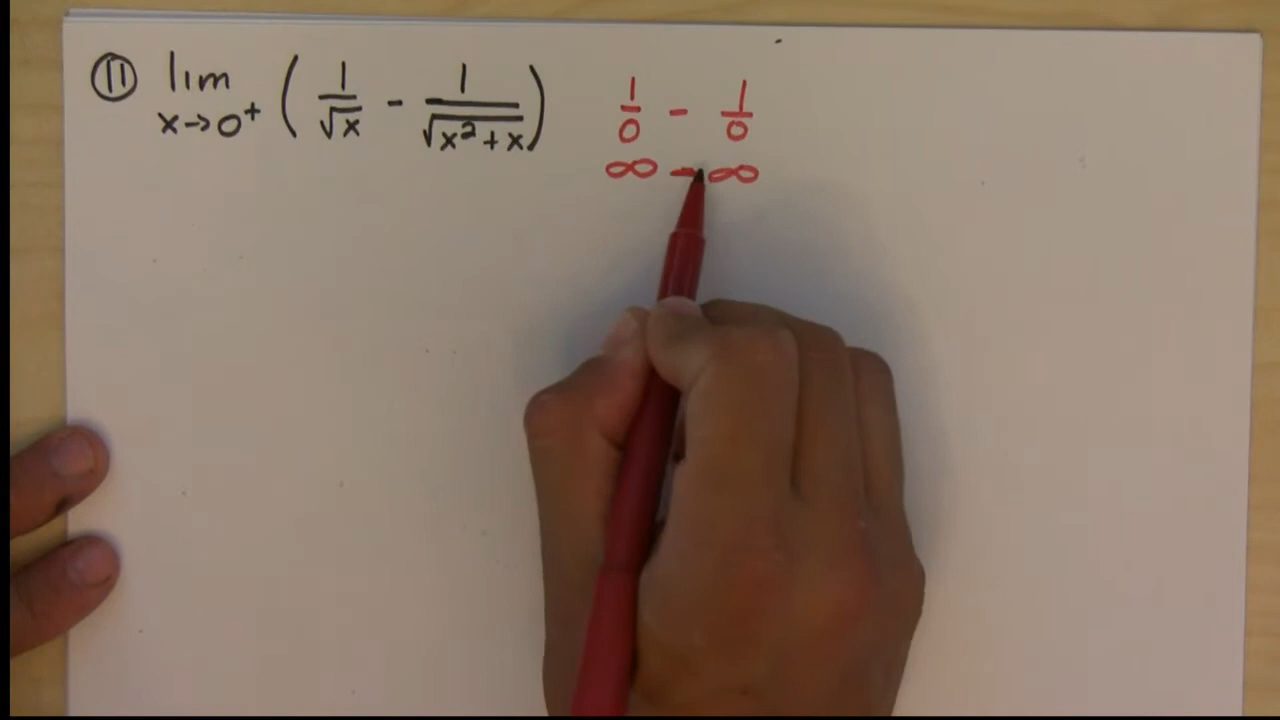 ⑪ lim x→0⁺ ( 1/√x - 1/√(x²+x) )
1/0 - 1/0
∞ - ∞